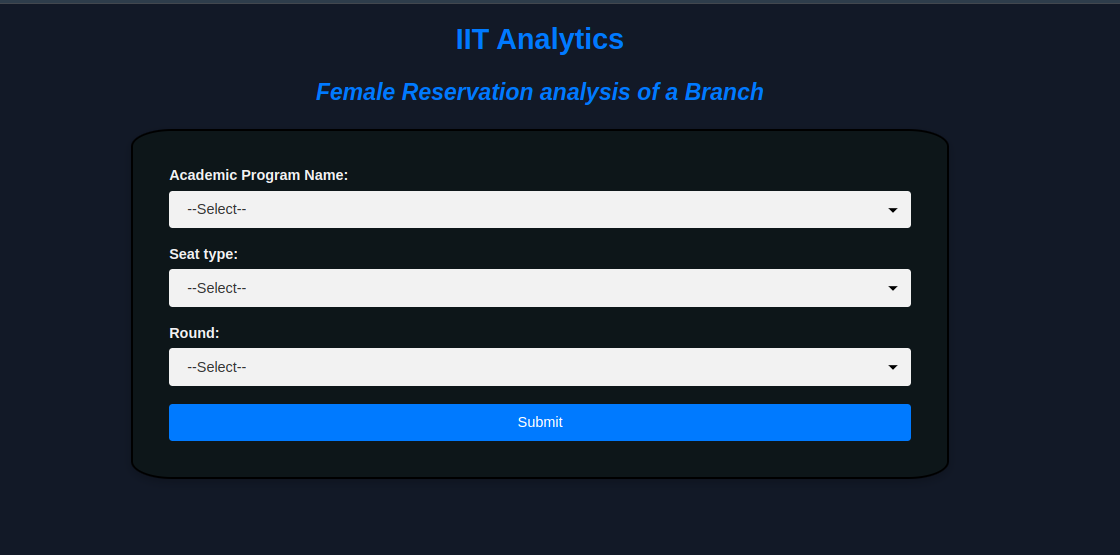 IIT Analytics
Female Reservation analysis of a Branch
Academic Program Name:
--Select--
Seat type:
--Select--
Round:
--Select--
Submit